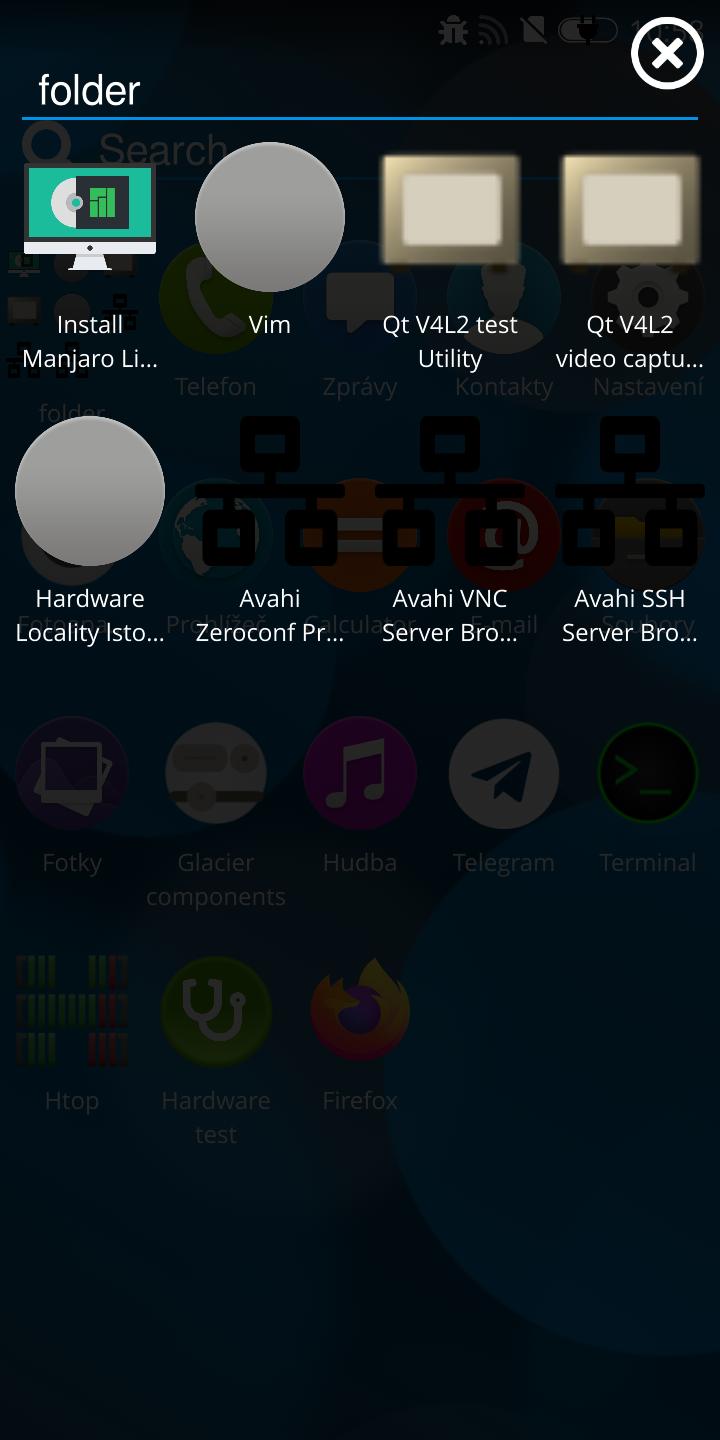 folder
Search
Install
Manjaro Li...
Vim
Qt V4L2 test
Utility
Qt V4L2
video captu...
Telefon
Zprávy
Kontakty
Nastavení
folder
Hardware
Locality Isto...
Avahi
Zeroconf Pr...
Avahi VNC
Server Bro...
Avahi SSH
Server Bro...
Prohlížeč
Calculator
E-mail
Soubory
Fotky
Glacier
components
Hudba
Telegram
Terminal
Htop
Hardware
test
Firefox